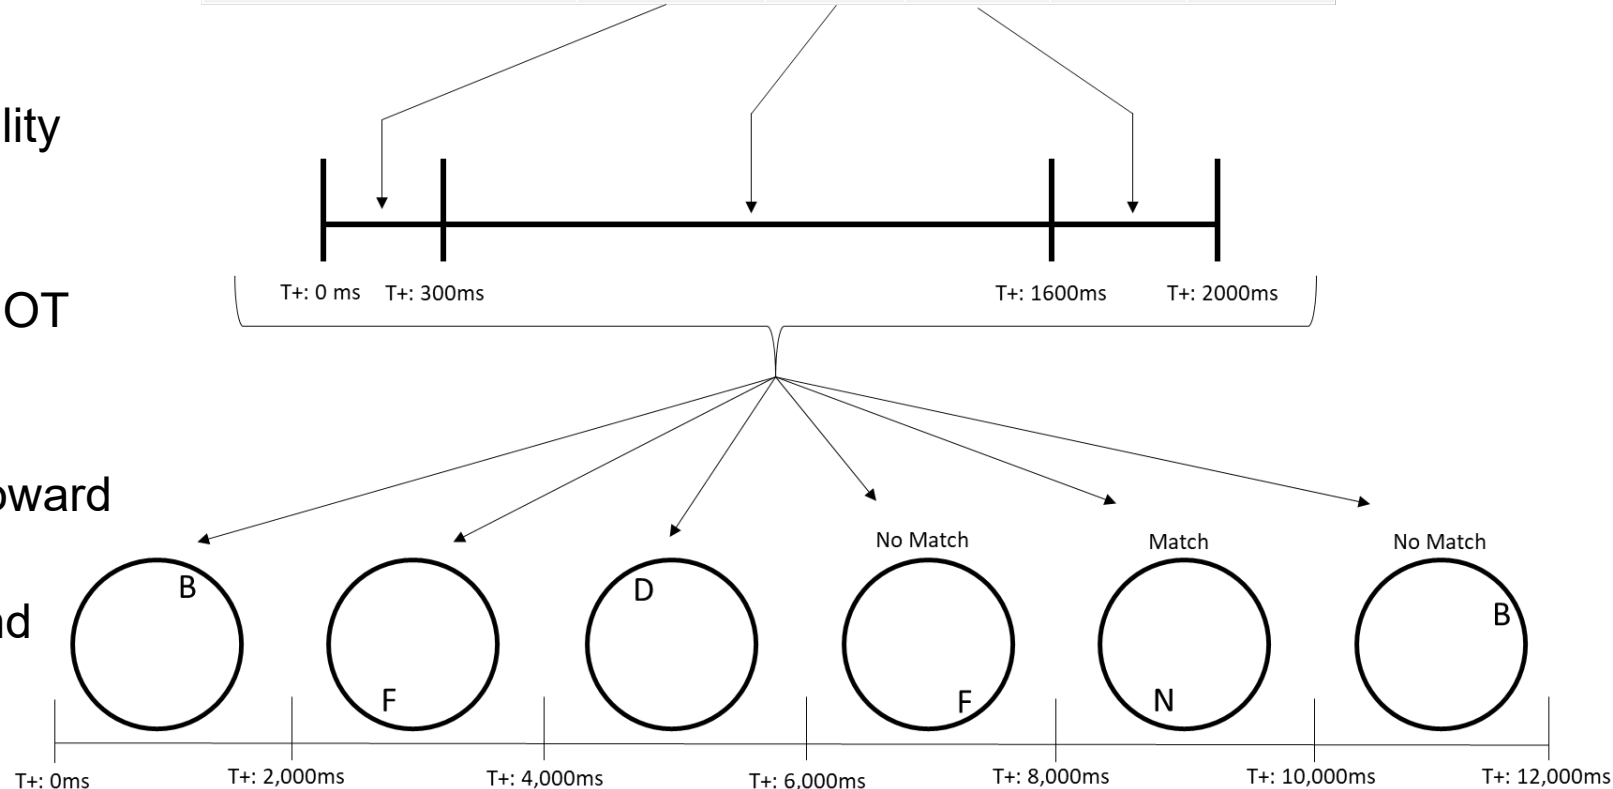 lity
T+: 0 ms T+: 300ms T+: 1600ms T+: 2000ms
OT
oward
No Match Match No Match
B F D F N B
nd
T+: 0ms T+: 2,000ms T+: 4,000ms T+: 6,000ms T+: 8,000ms T+: 10,000ms T+: 12,000ms